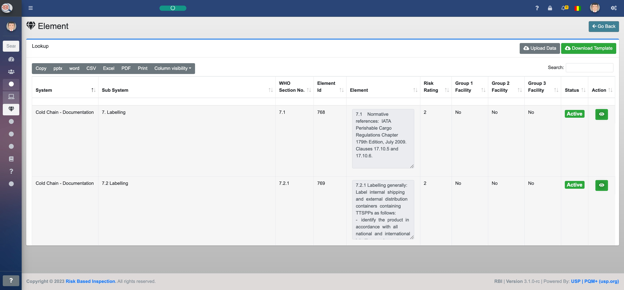 Save
Element
Go Back
Lookup
Upload Data
Download Template
Copy pptx word CSV Excel PDF Print Column visibility
Search:
System
Sub System
WHO Section No.
Element Id
Element
Risk Rating
Group 1 Facility
Group 2 Facility
Group 3 Facility
Status
Action
Cold Chain - Documentation
7. Labelling
7.1
768
7.1 Normative
references: IATA
Perishable Cargo
Regulations Chapter
179th Edition, July 2009.
Clauses 17.10.5 and
17.10.6.
2
No
No
No
Active
Cold Chain - Documentation
7.2 Labelling
7.2.1
769
7.2.1 Labelling generally:
Label internal shipping
and external distribution
containers containing
TTSPPs as follows:
- identify the product in
accordance with all
national and international
2
No
No
No
Active
?
Copyright © 2023 Risk Based Inspection. All rights reserved.
RBI | Version 3.1.0-rc | Powered By: USP | PQM+ (usp.org)